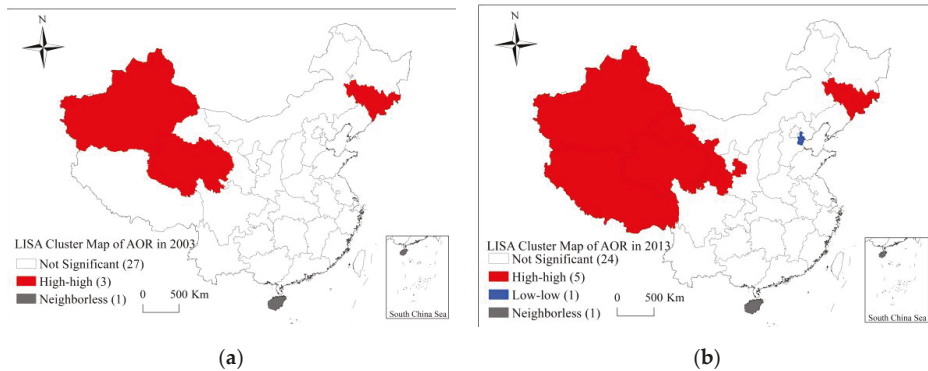 N
LISA Cluster Map of AOR in 2003
Not Significant (27)
High-high (3)
Neighborless (1)
0 500 Km
South China Sea
(a)
N
LISA Cluster Map of AOR in 2013
Not Significant (24)
High-high (5)
Low-low (1)
Neighborless (1)
0 500 Km
South China Sea
(b)